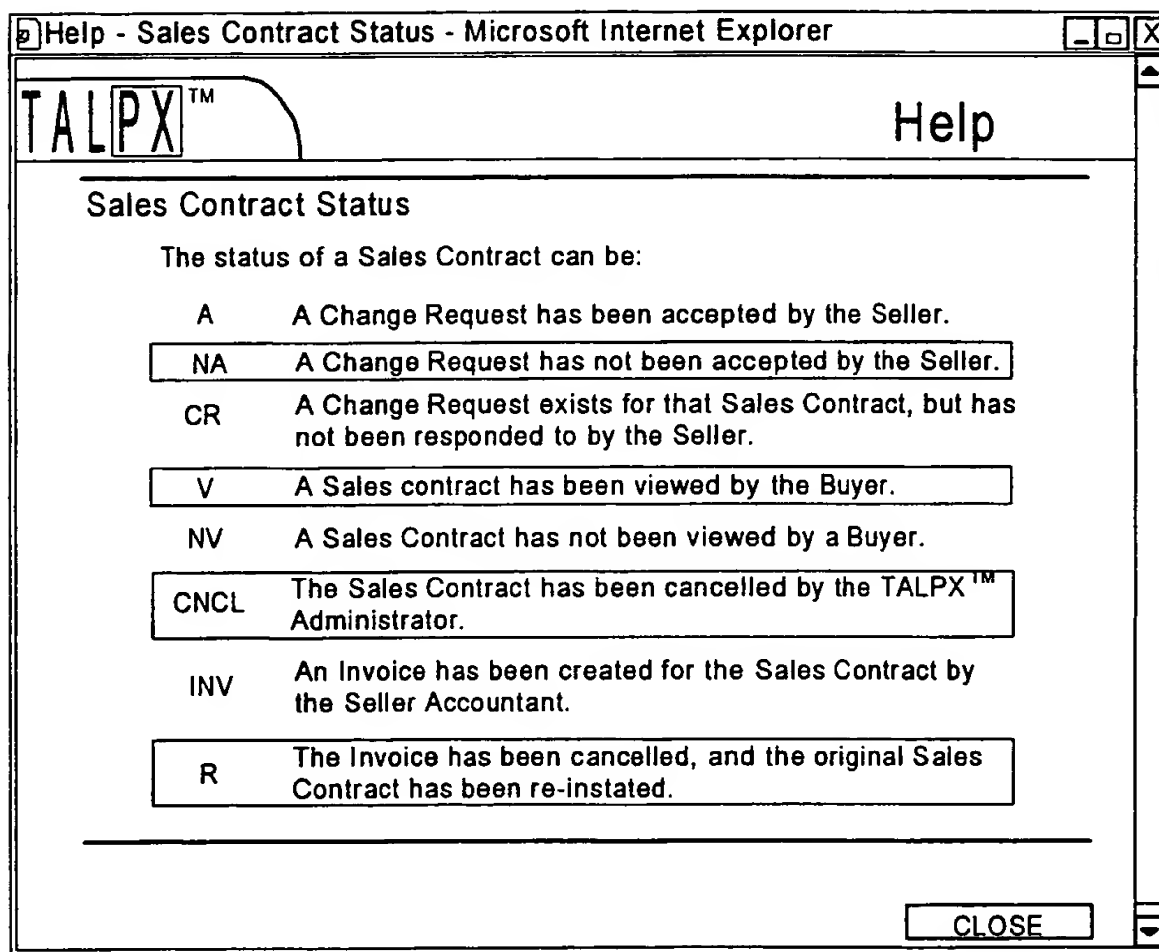 Help - Sales Contract Status - Microsoft Internet Explorer
TALPX™
Help
Sales Contract Status
The status of a Sales Contract can be:
A A Change Request has been accepted by the Seller.
NA A Change Request has not been accepted by the Seller.
CR A Change Request exists for that Sales Contract, but has
not been responded to by the Seller.
V A Sales contract has been viewed by the Buyer.
NV A Sales Contract has not been viewed by a Buyer.
CNCL The Sales Contract has been cancelled by the TALPX™
Administrator.
INV An Invoice has been created for the Sales Contract by
the Seller Accountant.
R The Invoice has been cancelled, and the original Sales
Contract has been re-instated.
CLOSE